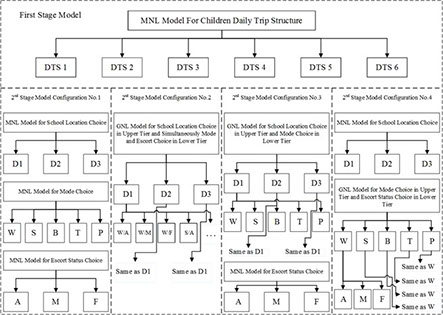 First Stage Model
MNL Model For Children Daily Trip Structure
DTS 1
DTS 2
DTS 3
DTS 4
DTS 5
DTS 6
2nd Stage Model Configuration No.1
MNL Model for School Location Choice
D1
D2
D3
MNL Model for Mode Choice
W
S
B
T
P
MNL Model for Escort Status Choice
A
M
F
2nd Stage Model Configuration No.2
GNL Model for School Location Choice
in Upper Tier and Simultaneously Mode
and Escort Choice in Lower Tier
D1
D2
D3
W/A
W/M
W/F
S/A
...
Same as D1
Same as D1
2nd Stage Model Configuration No.3
GNL Model for School Location Choice
in Upper Tier and Mode Choice in
Lower Tier
D1
D2
D3
W
S
B
T
P
Same as D1
Same as D1
MNL Model for Escort Status Choice
A
M
F
2nd Stage Model Configuration No.4
MNL Model for School Location Choice
D1
D2
D3
GNL Model for Mode Choice in Upper
Tier and Escort Status Choice in Lower
Tier
W
S
B
T
P
A
M
F
Same as W
Same as W
Same as W
Same as W